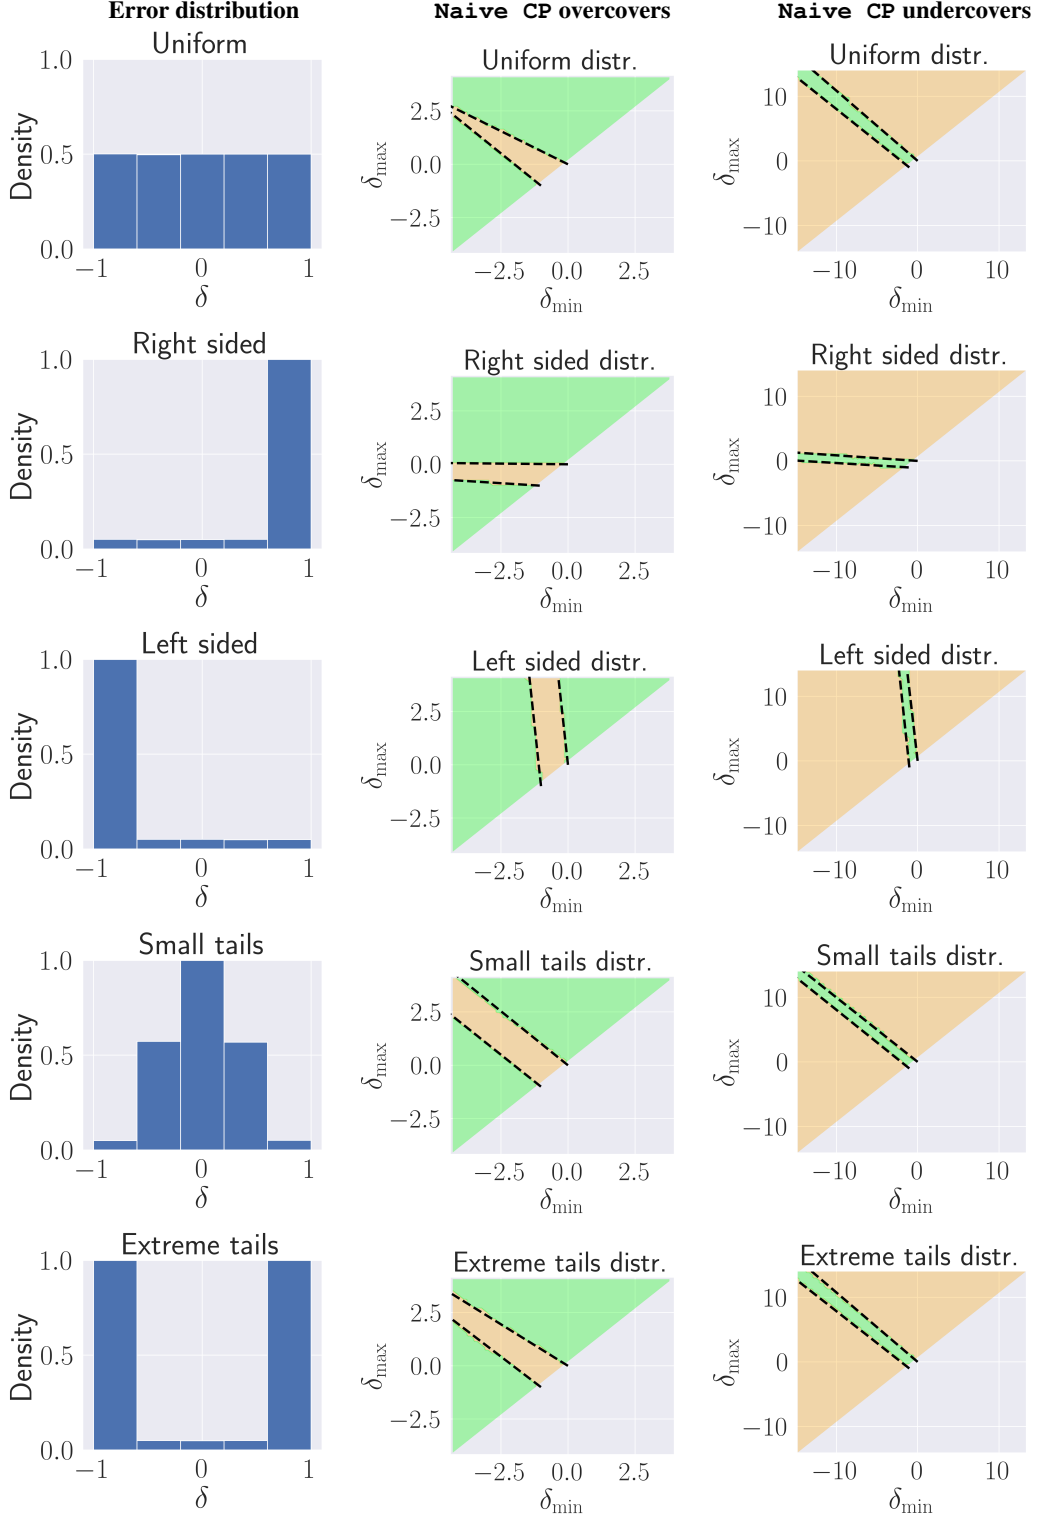 Error distribution
Naive CP overcovers
Naive CP undercovers
Uniform
1.0
0.5
0.0
Density
−1 0 1
δ
Uniform distr.
2.5
0.0
−2.5
δmax
−2.5 0.0 2.5
δmin
Uniform distr.
10
0
−10
δmax
−10 0 10
δmin
Right sided
1.0
0.5
0.0
Density
−1 0 1
δ
Right sided distr.
2.5
0.0
−2.5
δmax
−2.5 0.0 2.5
δmin
Right sided distr.
10
0
−10
δmax
−10 0 10
δmin
Left sided
1.0
0.5
0.0
Density
−1 0 1
δ
Left sided distr.
2.5
0.0
−2.5
δmax
−2.5 0.0 2.5
δmin
Left sided distr.
10
0
−10
δmax
−10 0 10
δmin
Small tails
1.0
0.5
0.0
Density
−1 0 1
δ
Small tails distr.
2.5
0.0
−2.5
δmax
−2.5 0.0 2.5
δmin
Small tails distr.
10
0
−10
δmax
−10 0 10
δmin
Extreme tails
1.0
0.5
0.0
Density
−1 0 1
δ
Extreme tails distr.
2.5
0.0
−2.5
δmax
−2.5 0.0 2.5
δmin
Extreme tails distr.
10
0
−10
δmax
−10 0 10
δmin